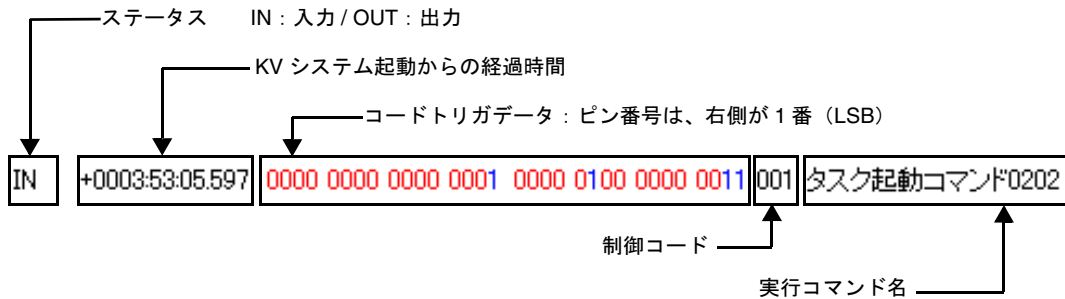 ステータス IN：入力 / OUT：出力
KV システム起動からの経過時間
コードトリガデータ：ピン番号は、右側が 1 番（LSB）
IN +0003:53:05.597 0000 0000 0000 0001 0000 0100 0000 0011 001 タスク起動コマンド0202
制御コード
実行コマンド名